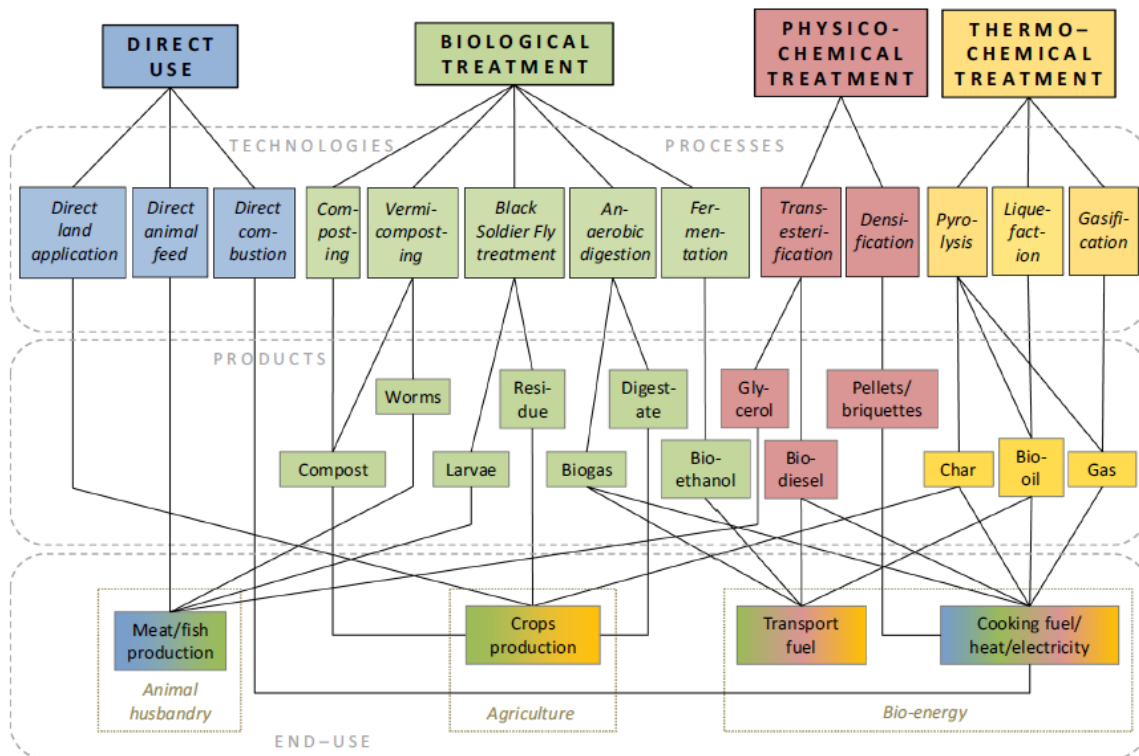 DIRECT
USE
BIOLOGICAL
TREATMENT
PHYSICO-
CHEMICAL
TREATMENT
THERMO–
CHEMICAL
TREATMENT
TECHNOLOGIES
PROCESSES
Direct
land
application
Direct
animal
feed
Direct
com-
bustion
Com-
post-
ing
Vermi-
compost-
ing
Black
Soldier Fly
treatment
An-
aerobic
digestion
Fer-
men-
tation
Trans-
esterif-
fication
Densi-
fication
Pyro-
lysis
Lique-
fact-
ion
Gasifi-
cation
PRODUCTS
Worms
Resi-
due
Digest-
ate
Gly-
cerol
Pellets/
briquettes
Compost
Larvae
Biogas
Bio-
ethanol
Bio-
diesel
Char
Bio-
oil
Gas
Meat/fish
production
Crops
production
Transport
fuel
Cooking fuel/
heat/electricity
Animal
husbandry
Agriculture
Bio-energy
END–USE